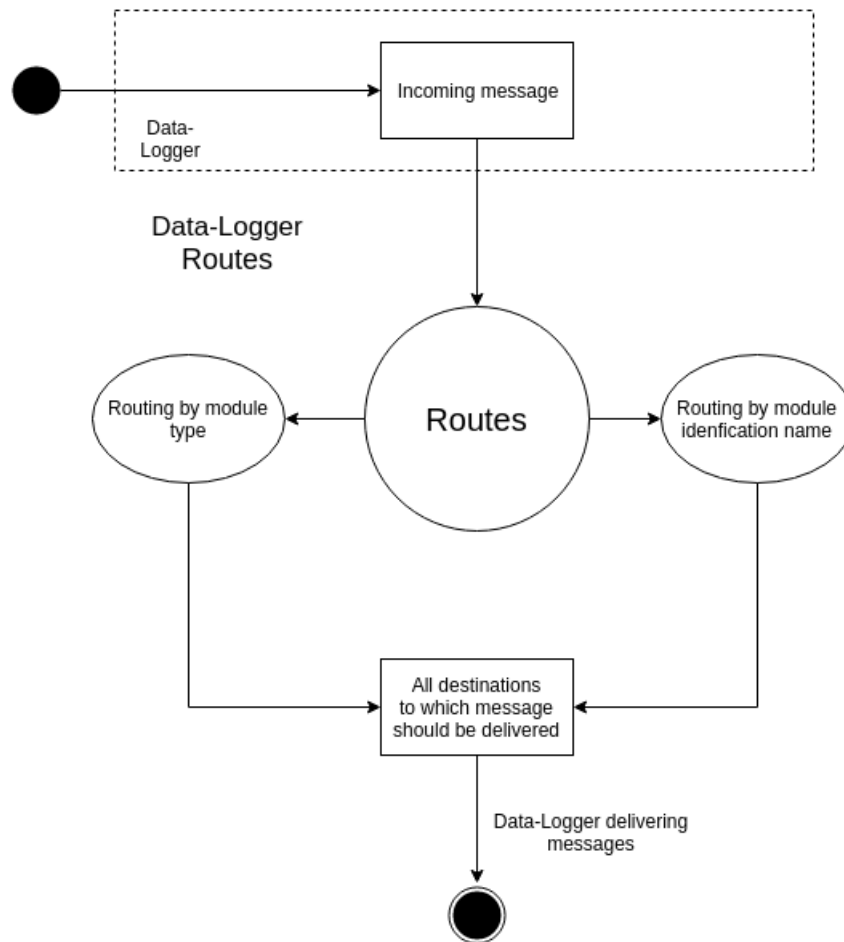 Incoming message
Data-
Logger
Data-Logger
Routes
Routing by module
type
Routes
Routing by module
idenfication name
All destinations
to which message
should be delivered
Data-Logger delivering
messages